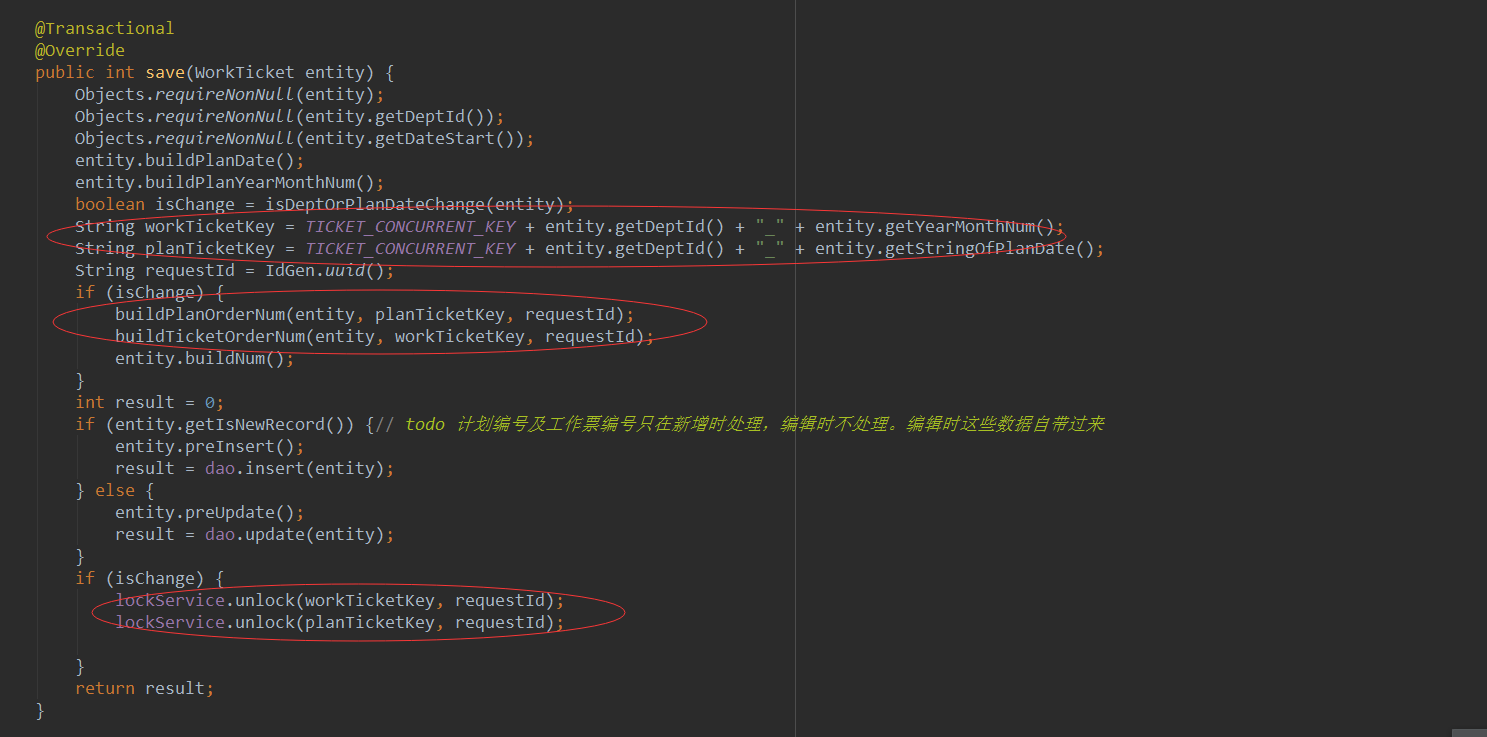 @Transactional
@Override
public int save(WorkTicket entity) {
Objects.requireNonNull(entity);
Objects.requireNonNull(entity.getDeptId());
Objects.requireNonNull(entity.getDateStart());
entity.buildPlanDate();
entity.buildPlanYearMonthNum();
boolean isChange = isDeptOrPlanDateChange(entity);
String workTicketKey = TICKET_CONCURRENT_KEY + entity.getDeptId() + "_" + entity.getYearMonthNum();
String planTicketKey = TICKET_CONCURRENT_KEY + entity.getDeptId() + "_" + entity.getStringOfPlanDate();
String requestId = IdGen.uuid();
if (isChange) {
buildPlanOrderNum(entity, planTicketKey, requestId);
buildTicketOrderNum(entity, workTicketKey, requestId);
entity.buildNum();
}
int result = 0;
if (entity.getIsNewRecord()) {// todo 计划编号及工作票编号只在新增时处理，编辑时不处理。编辑时这些数据自带过来
entity.preInsert();
result = dao.insert(entity);
} else {
entity.preUpdate();
result = dao.update(entity);
}
if (isChange) {
lockService.unlock(workTicketKey, requestId);
lockService.unlock(planTicketKey, requestId);
}
return result;
}